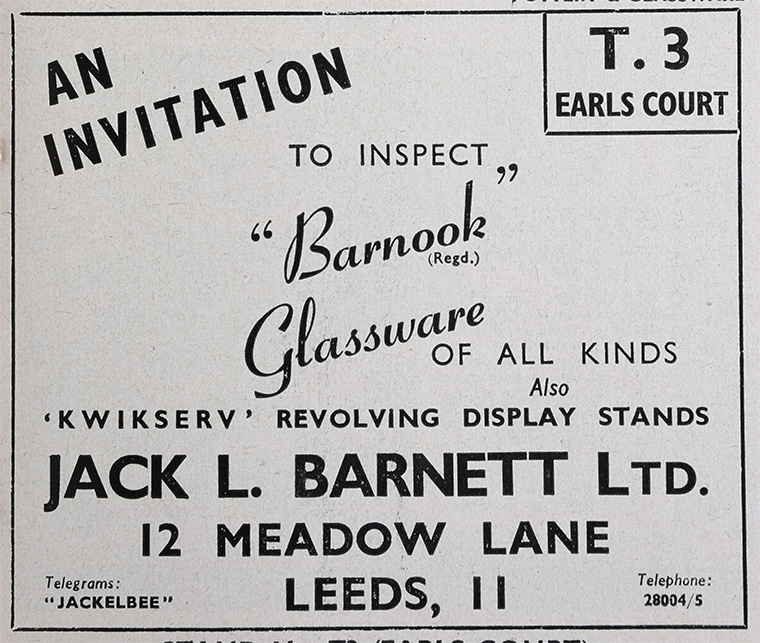 AN
INVITATION
T. 3
EARLS COURT
TO INSPECT
“Barnook”
(Regd.)
Glassware
OF ALL KINDS
Also
‘KWIKSERV’ REVOLVING DISPLAY STANDS
JACK L. BARNETT LTD.
12 MEADOW LANE
LEEDS, 11
Telegrams:
"JACKELBEE"
Telephone:
28004/5